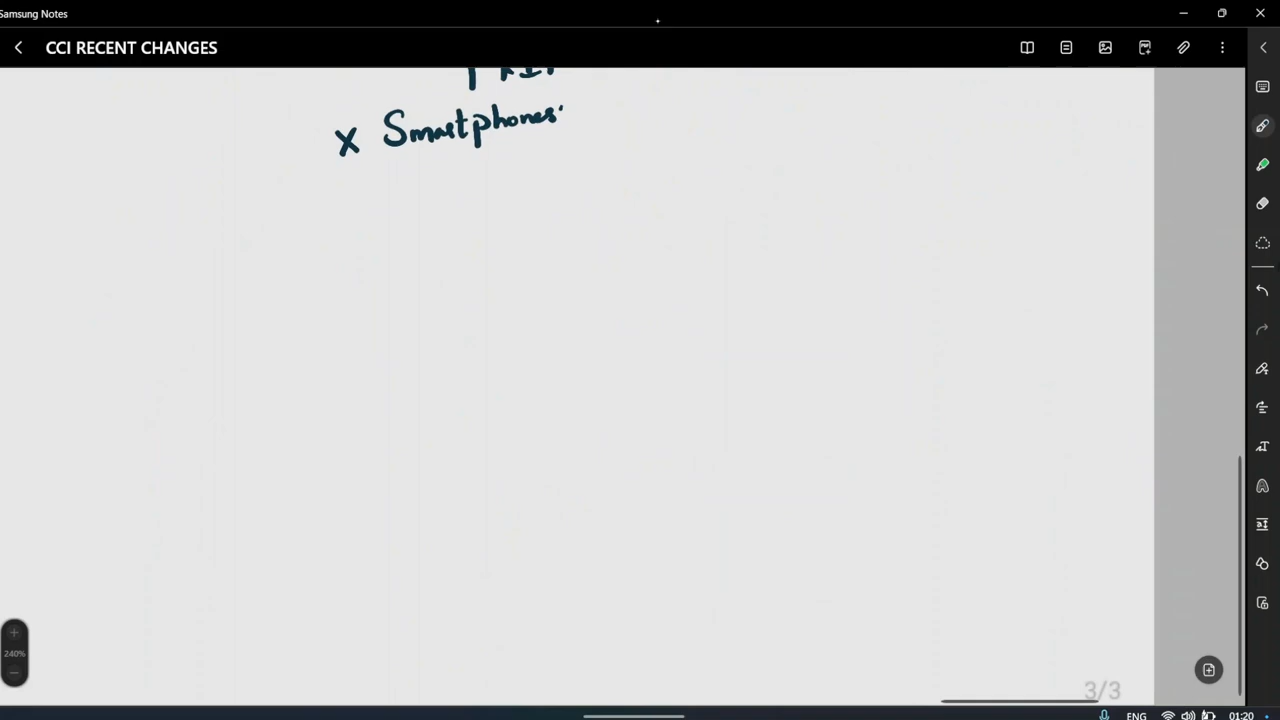 Samsung Notes
CCI RECENT CHANGES
x Smartphones
240%
3/3
ENG
01:20